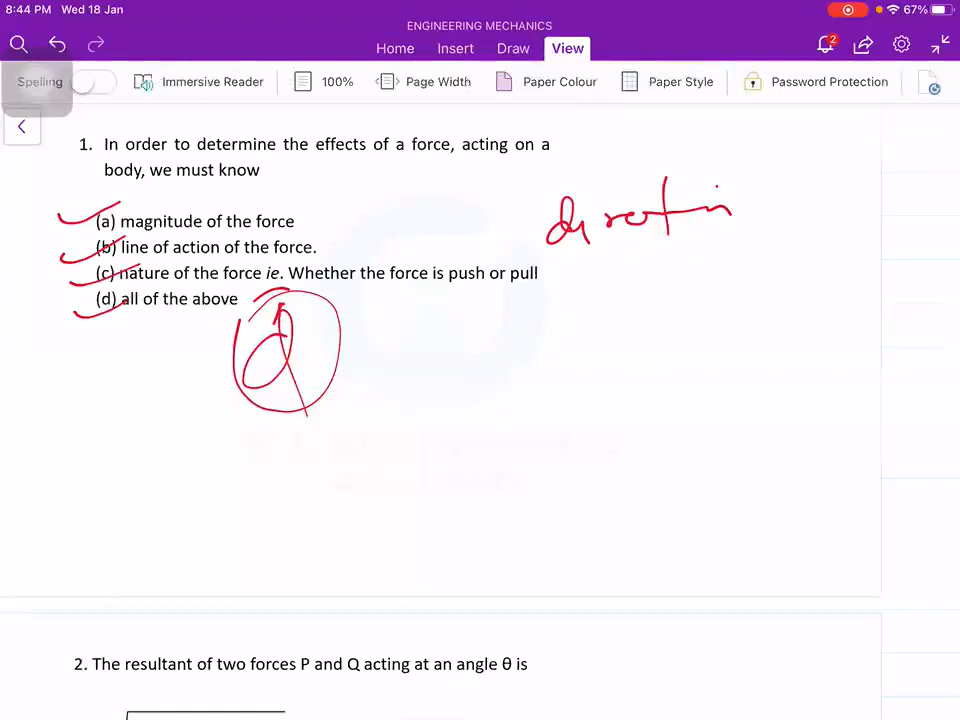 8:44 PM Wed 18 Jan
67%
ENGINEERING MECHANICS
Home Insert Draw View
2
Spelling Immersive Reader 100% Page Width Paper Colour Paper Style Password Protection
1. In order to determine the effects of a force, acting on a
body, we must know
(a) magnitude of the force
(b) line of action of the force.
(c) nature of the force ie. Whether the force is push or pull
(d) all of the above
d
2. The resultant of two forces P and Q acting at an angle θ is